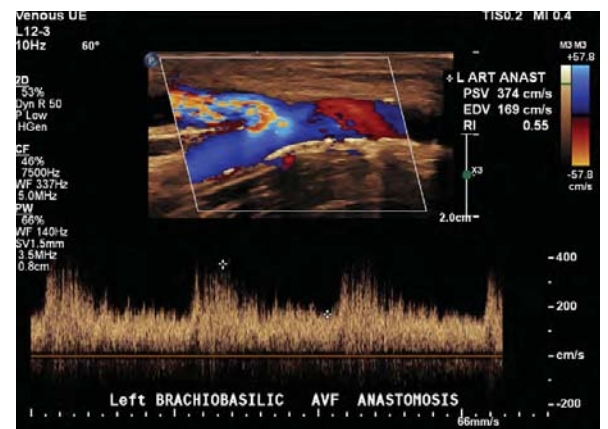 Venous UE
L12-3
10Hz 60°
TIS0.2 MI 0.4
M3 M3
+57.8
-57.8
cm/s
2D
53%
Dyn R 50
P Low
HGen
CF
46%
7500Hz
WF 337Hz
5.0MHz
PW
66%
WF 140Hz
SV1.5mm
3.5MHz
0.8cm
L ART ANAST
PSV 374 cm/s
EDV 169 cm/s
RI 0.55
X3
2.0cm
-400
-200
-cm/s
--200
Left BRACHIOBASILIC AVF ANASTOMOSIS
66mm/s